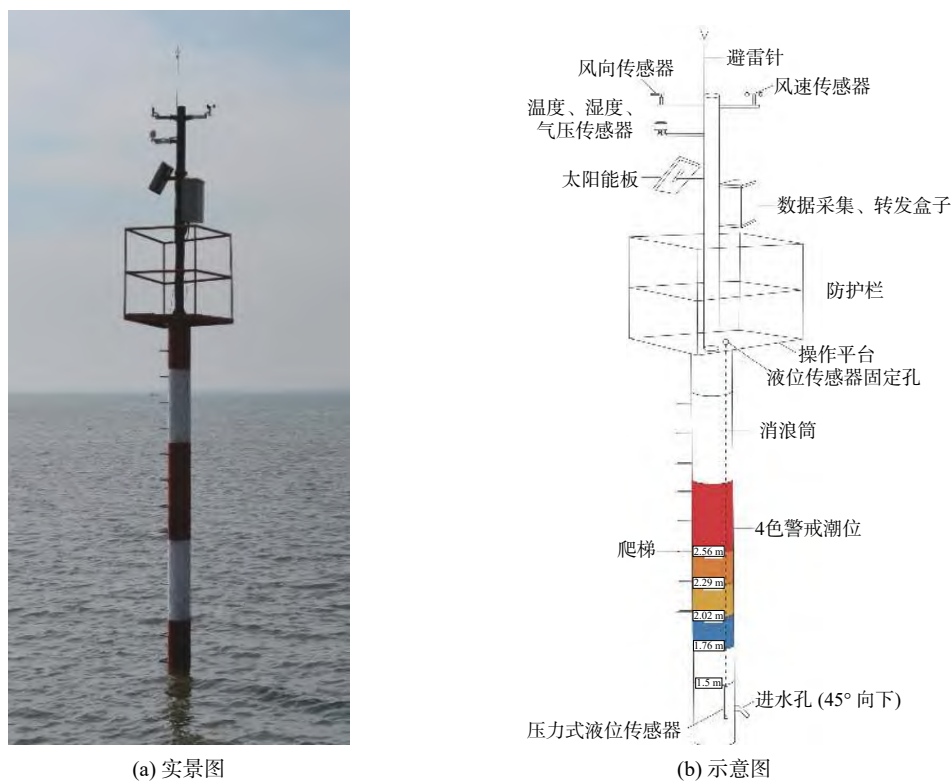 避雷针
风向传感器
风速传感器
温度、湿度、
气压传感器
太阳能板
数据采集、转发盒子
防护栏
操作平台
液位传感器固定孔
消浪筒
4色警戒潮位
爬梯
2.56 m
2.29 m
2.02 m
1.76 m
1.5 m
进水孔 (45° 向下)
压力式液位传感器
(a) 实景图
(b) 示意图